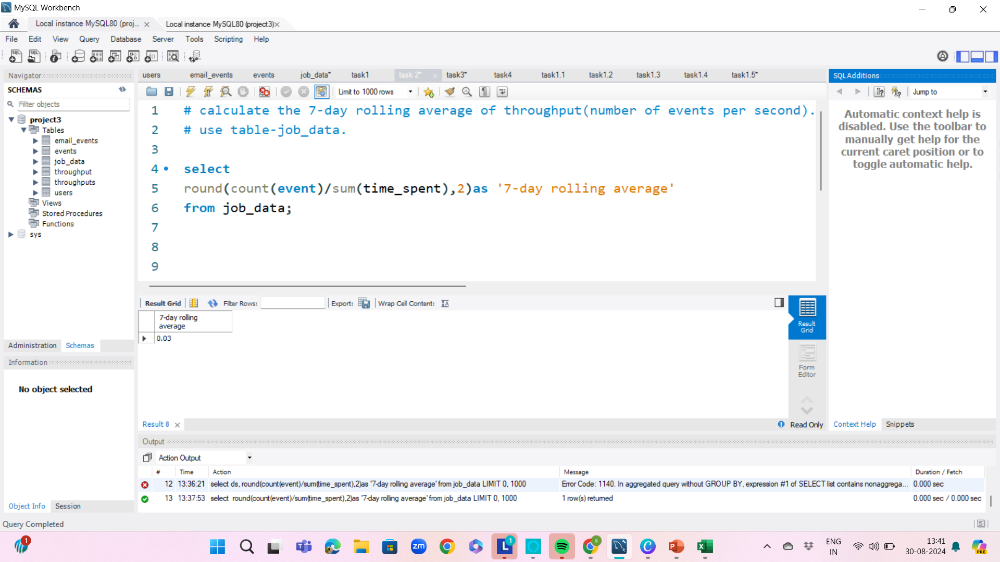 MySQL Workbench
Local instance MySQL80 (proj...
Local instance MySQL80 (project3)
File Edit View Query Database Server Tools Scripting Help
Navigator
SCHEMAS
Filter objects
project3
Tables
email_events
events
job_data
throughput
throughputs
users
Views
Stored Procedures
Functions
sys
Administration Schemas
Information
No object selected
Object Info Session
Query Completed
users email_events events job_data* task1 task 2* task3* task4 task1.1 task1.2 task1.3 task1.4 task1.5*
Limit to 1000 rows
1 # calculate the 7-day rolling average of throughput(number of events per second).
2 # use table-job_data.
3
4 select
5 round(count(event)/sum(time_spent),2)as '7-day rolling average'
6 from job_data;
7
8
9
Result Grid Filter Rows: Export: Wrap Cell Content:
7-day rolling
average
0.03
Result
Grid
Form
Editor
Result 8
Read Only
Output
Action Output
# Time Action Message Duration / Fetch
12 13:36:21 select ds, round(count(event)/sum(time_spent),2)as '7-day rolling average' from job_data LIMIT 0, 1000 Error Code: 1140. In aggregated query without GROUP BY, expression #1 of SELECT list contains nonaggrega... 0.000 sec
13 13:37:53 select round(count(event)/sum(time_spent),2)as '7-day rolling average' from job_data LIMIT 0, 1000 1 row(s) returned 0.000 sec / 0.000 sec
SQLAdditions
Jump to
Automatic context help is
disabled. Use the toolbar to
manually get help for the
current caret position or to
toggle automatic help.
Context Help Snippets
1
zm
L
1
S
ENG
IN
13:41
30-08-2024
PRE